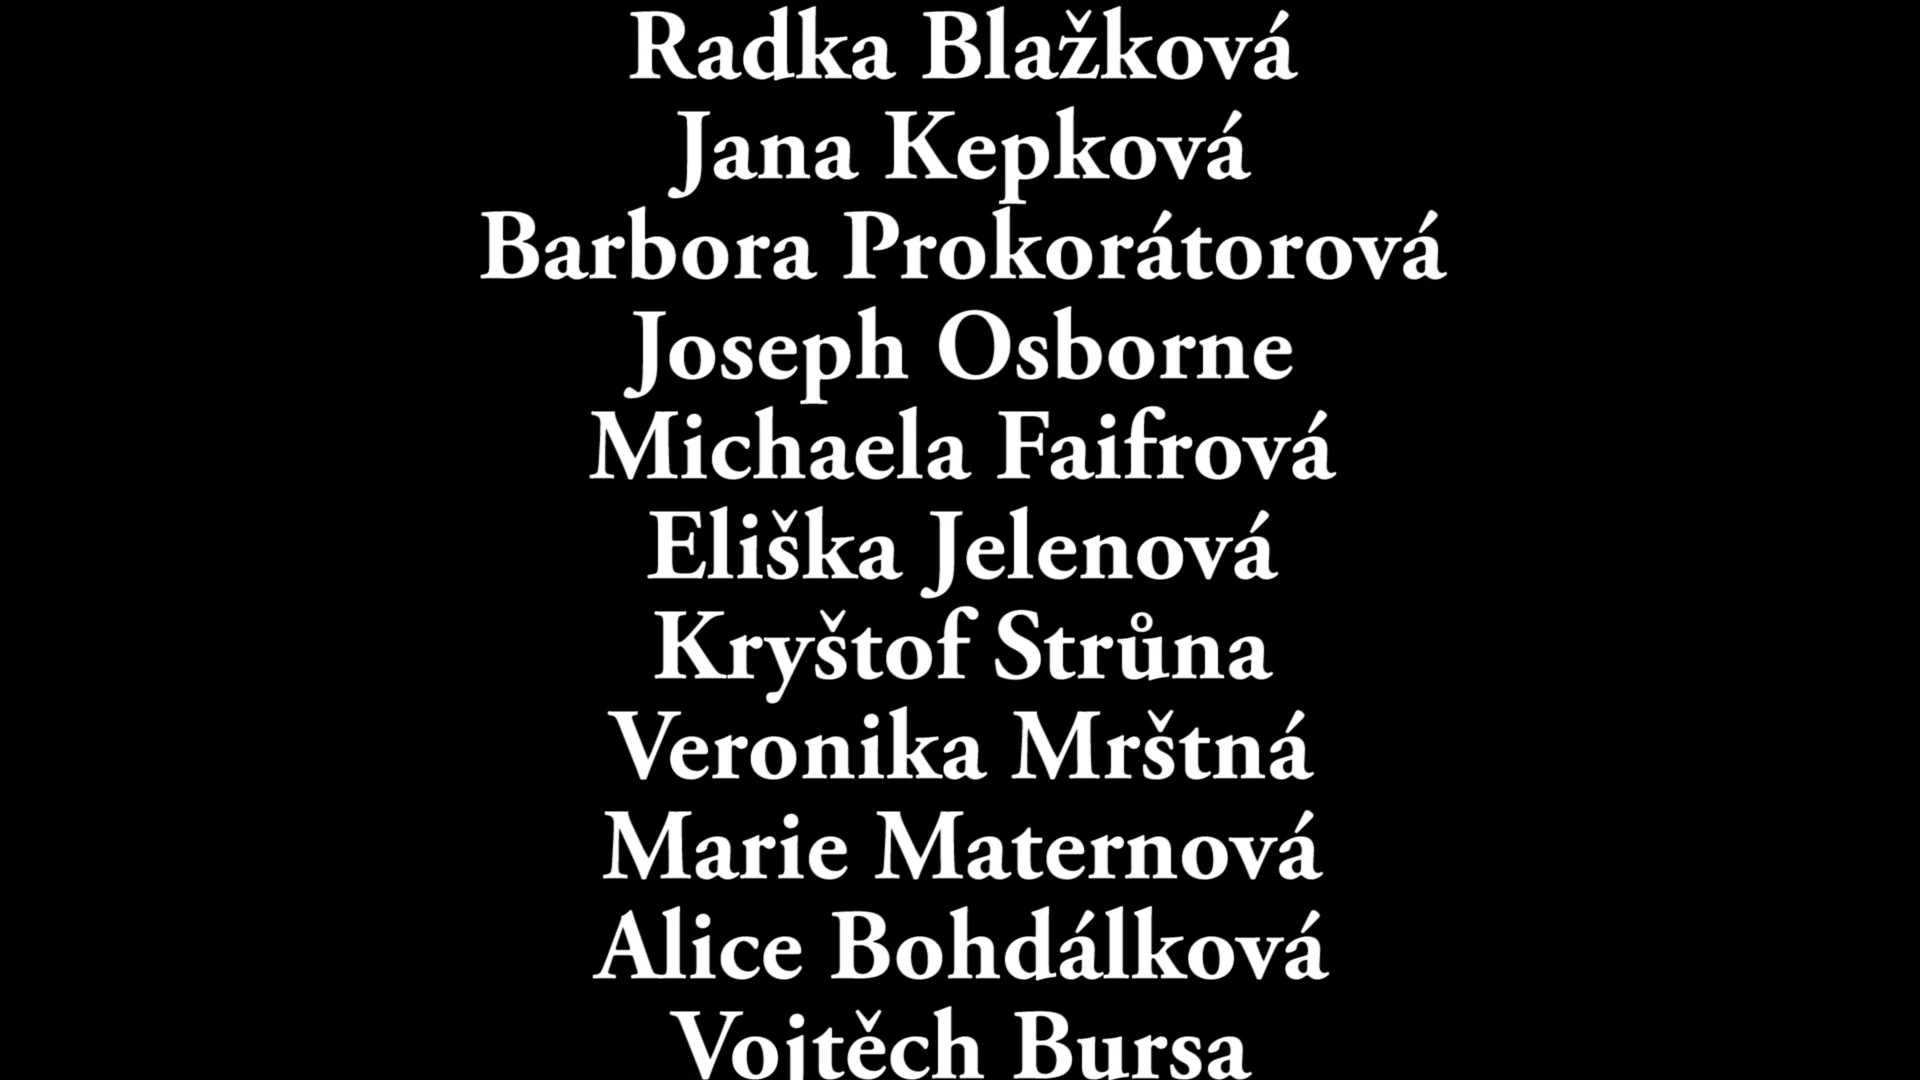 Radka Blažková
Jana Kepková
Barbora Prokorátorová
Joseph Osborne
Michaela Faifrová
Eliška Jelenová
Kryštof Strůna
Veronika Mrštná
Marie Maternová
Alice Bohdálková
Vojtěch Bursa